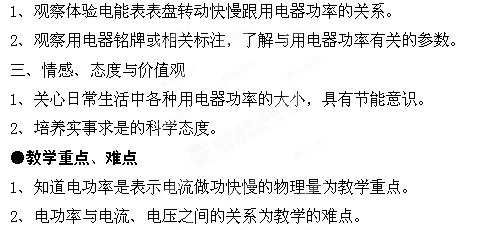 1、观察体验电能表表盘转动快慢跟用电器功率的关系。
2、观察用电器铭牌或相关标注，了解与用电器功率有关的参数。
三、情感、态度与价值观
1、关心日常生活中各种用电器功率的大小，具有节能意识。
2、培养实事求是的科学态度。
●教学重点、难点
1、知道电功率是表示电流做功快慢的物理量为教学重点。
2、电功率与电流、电压之间的关系为教学的难点。